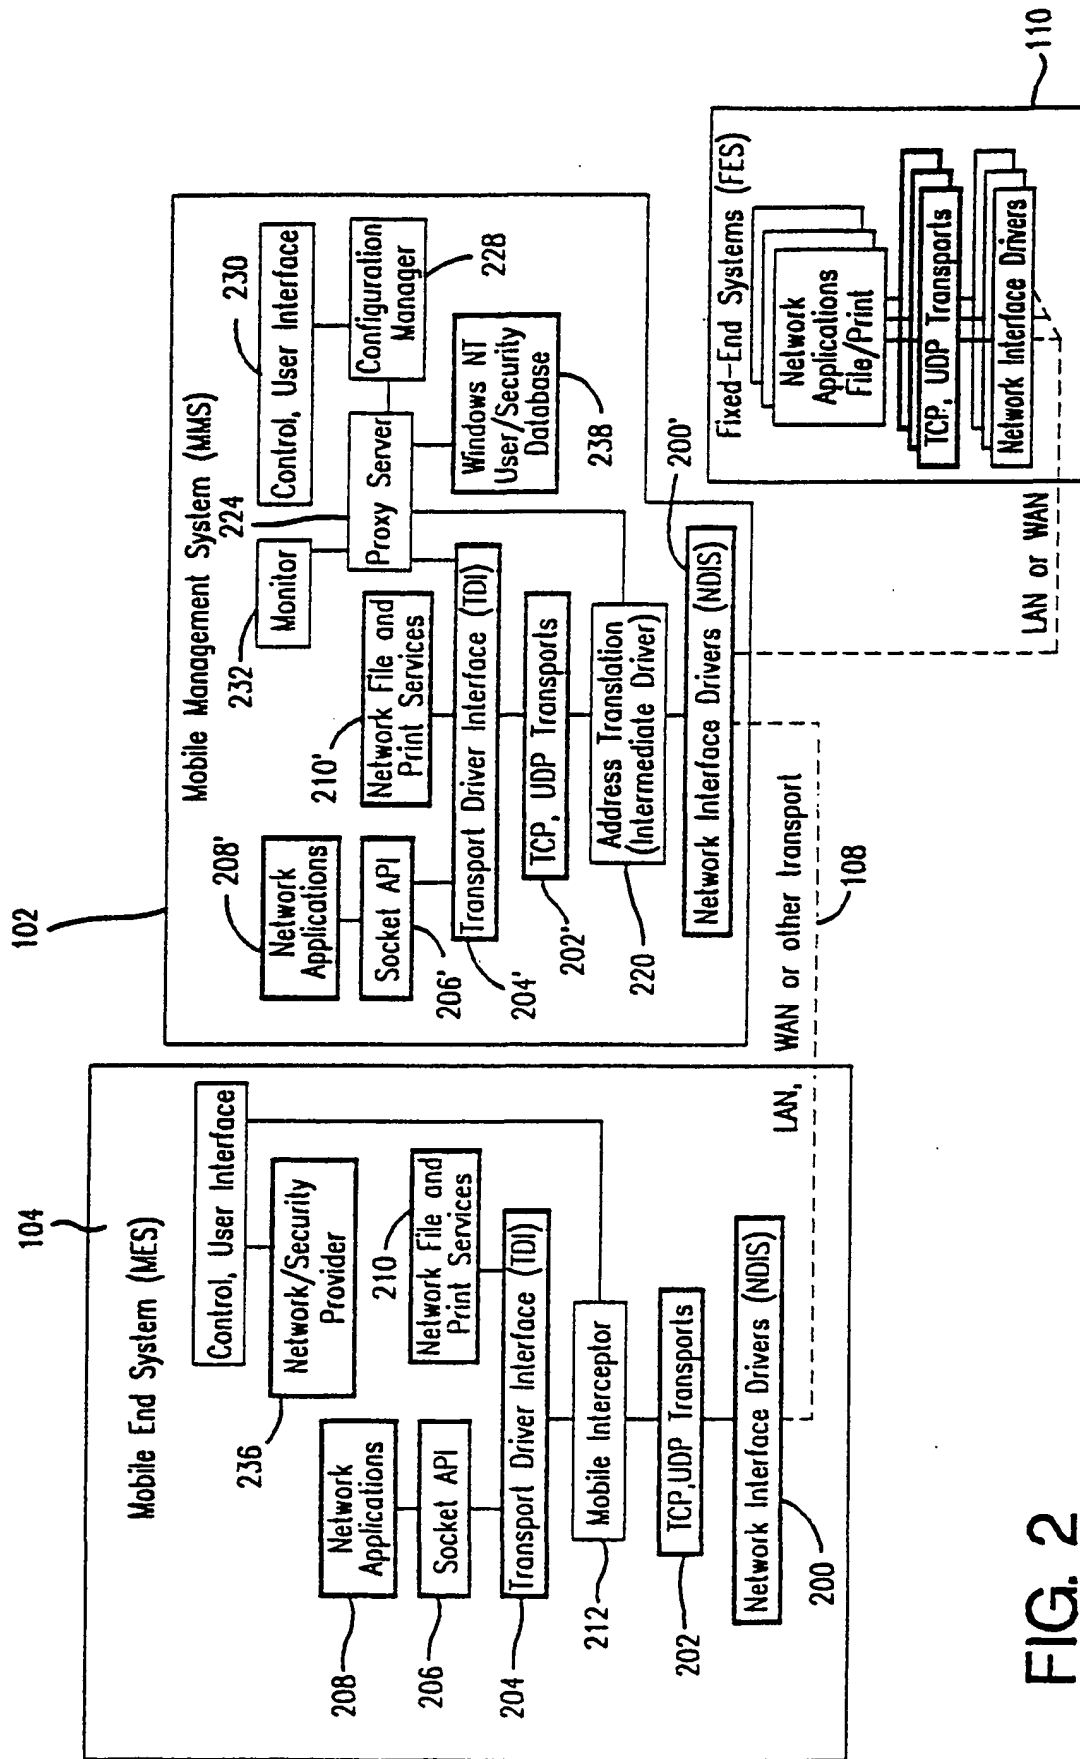 104
Mobile End System (MES)
Control, User Interface
Network/Security
Provider
236
Network
Applications
208
Socket API
206
210
Network File and
Print Services
Transport Driver Interface (TDI)
204
Mobile Interceptor
212
TCP,UDP Transports
202
Network Interface Drivers (NDIS)
200
LAN, WAN or other transport
108
102
Mobile Management System (MMS)
232
Monitor
224
Proxy Server
230
Control, User Interface
Configuration
Manager
228
Windows NT
User/Security
Database
238
208'
Network
Applications
Socket API
206'
210'
Network File and
Print Services
Transport Driver Interface (TDI)
204'
TCP, UDP Transports
202'
Address Translation
(Intermediate Driver)
220
Network Interface Drivers (NDIS)
200'
LAN or WAN
Fixed-End Systems (FES)
Network
Applications
File/Print
TCP, UDP Transports
Network Interface Drivers
110
FIG. 2